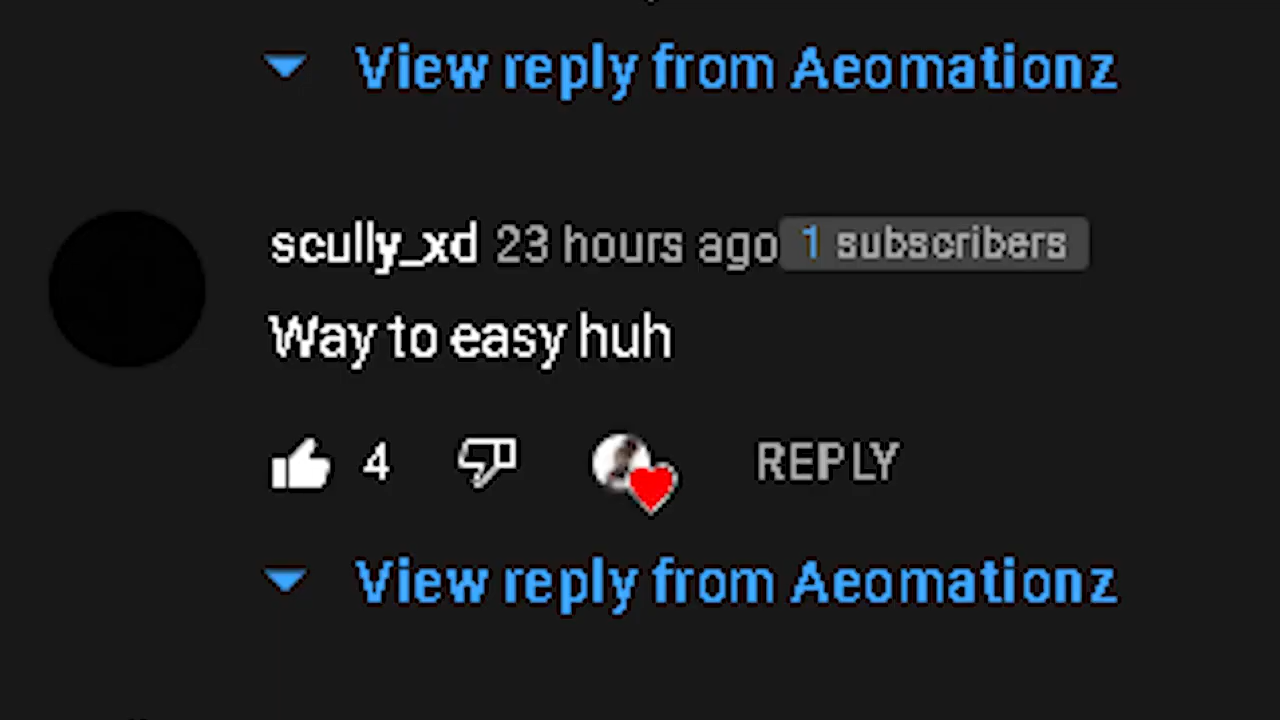 View reply from Aeomationz
scully_xd 23 hours ago 1 subscribers
Way to easy huh
4 REPLY
View reply from Aeomationz